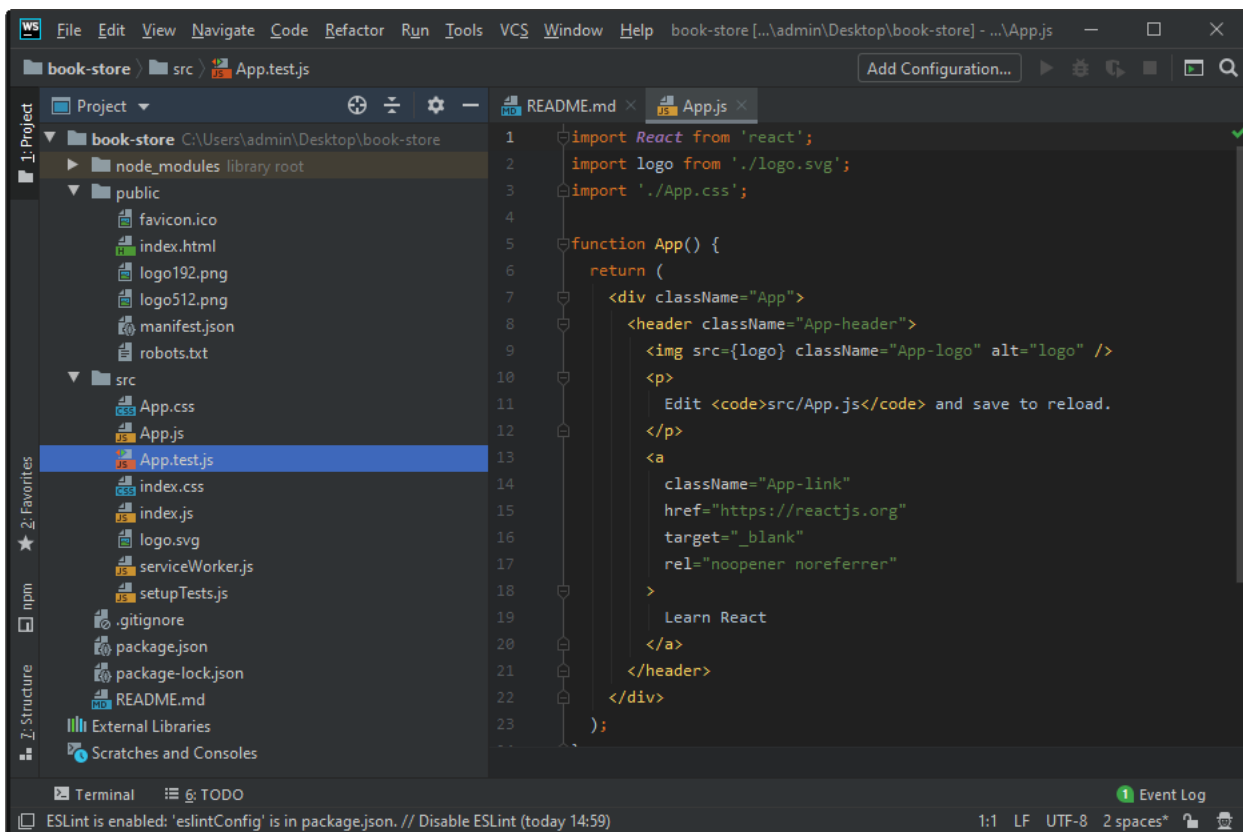 WS File Edit View Navigate Code Refactor Run Tools VCS Window Help book-store [...\admin\Desktop\book-store] - ...\App.js
book-store src App.test.js Add Configuration...
1: Project
2: Favorites
npm
7: Structure
Project
book-store C:\Users\admin\Desktop\book-store
node_modules library root
public
favicon.ico
index.html
logo192.png
logo512.png
manifest.json
robots.txt
src
App.css
App.js
App.test.js
index.css
index.js
logo.svg
serviceWorker.js
setupTests.js
.gitignore
package.json
package-lock.json
README.md
External Libraries
Scratches and Consoles
README.md App.js
1 import React from 'react';
2 import logo from './logo.svg';
3 import './App.css';
4
5 function App() {
6 return (
7 <div className="App">
8 <header className="App-header">
9 <img src={logo} className="App-logo" alt="logo" />
10 <p>
11 Edit <code>src/App.js</code> and save to reload.
12 </p>
13 <a
14 className="App-link"
15 href="https://reactjs.org"
16 target="_blank"
17 rel="noopener noreferrer"
18 >
19 Learn React
20 </a>
21 </header>
22 </div>
23 );
Terminal 6: TODO 1 Event Log
ESLint is enabled: 'eslintConfig' is in package.json. // Disable ESLint (today 14:59) 1:1 LF UTF-8 2 spaces*